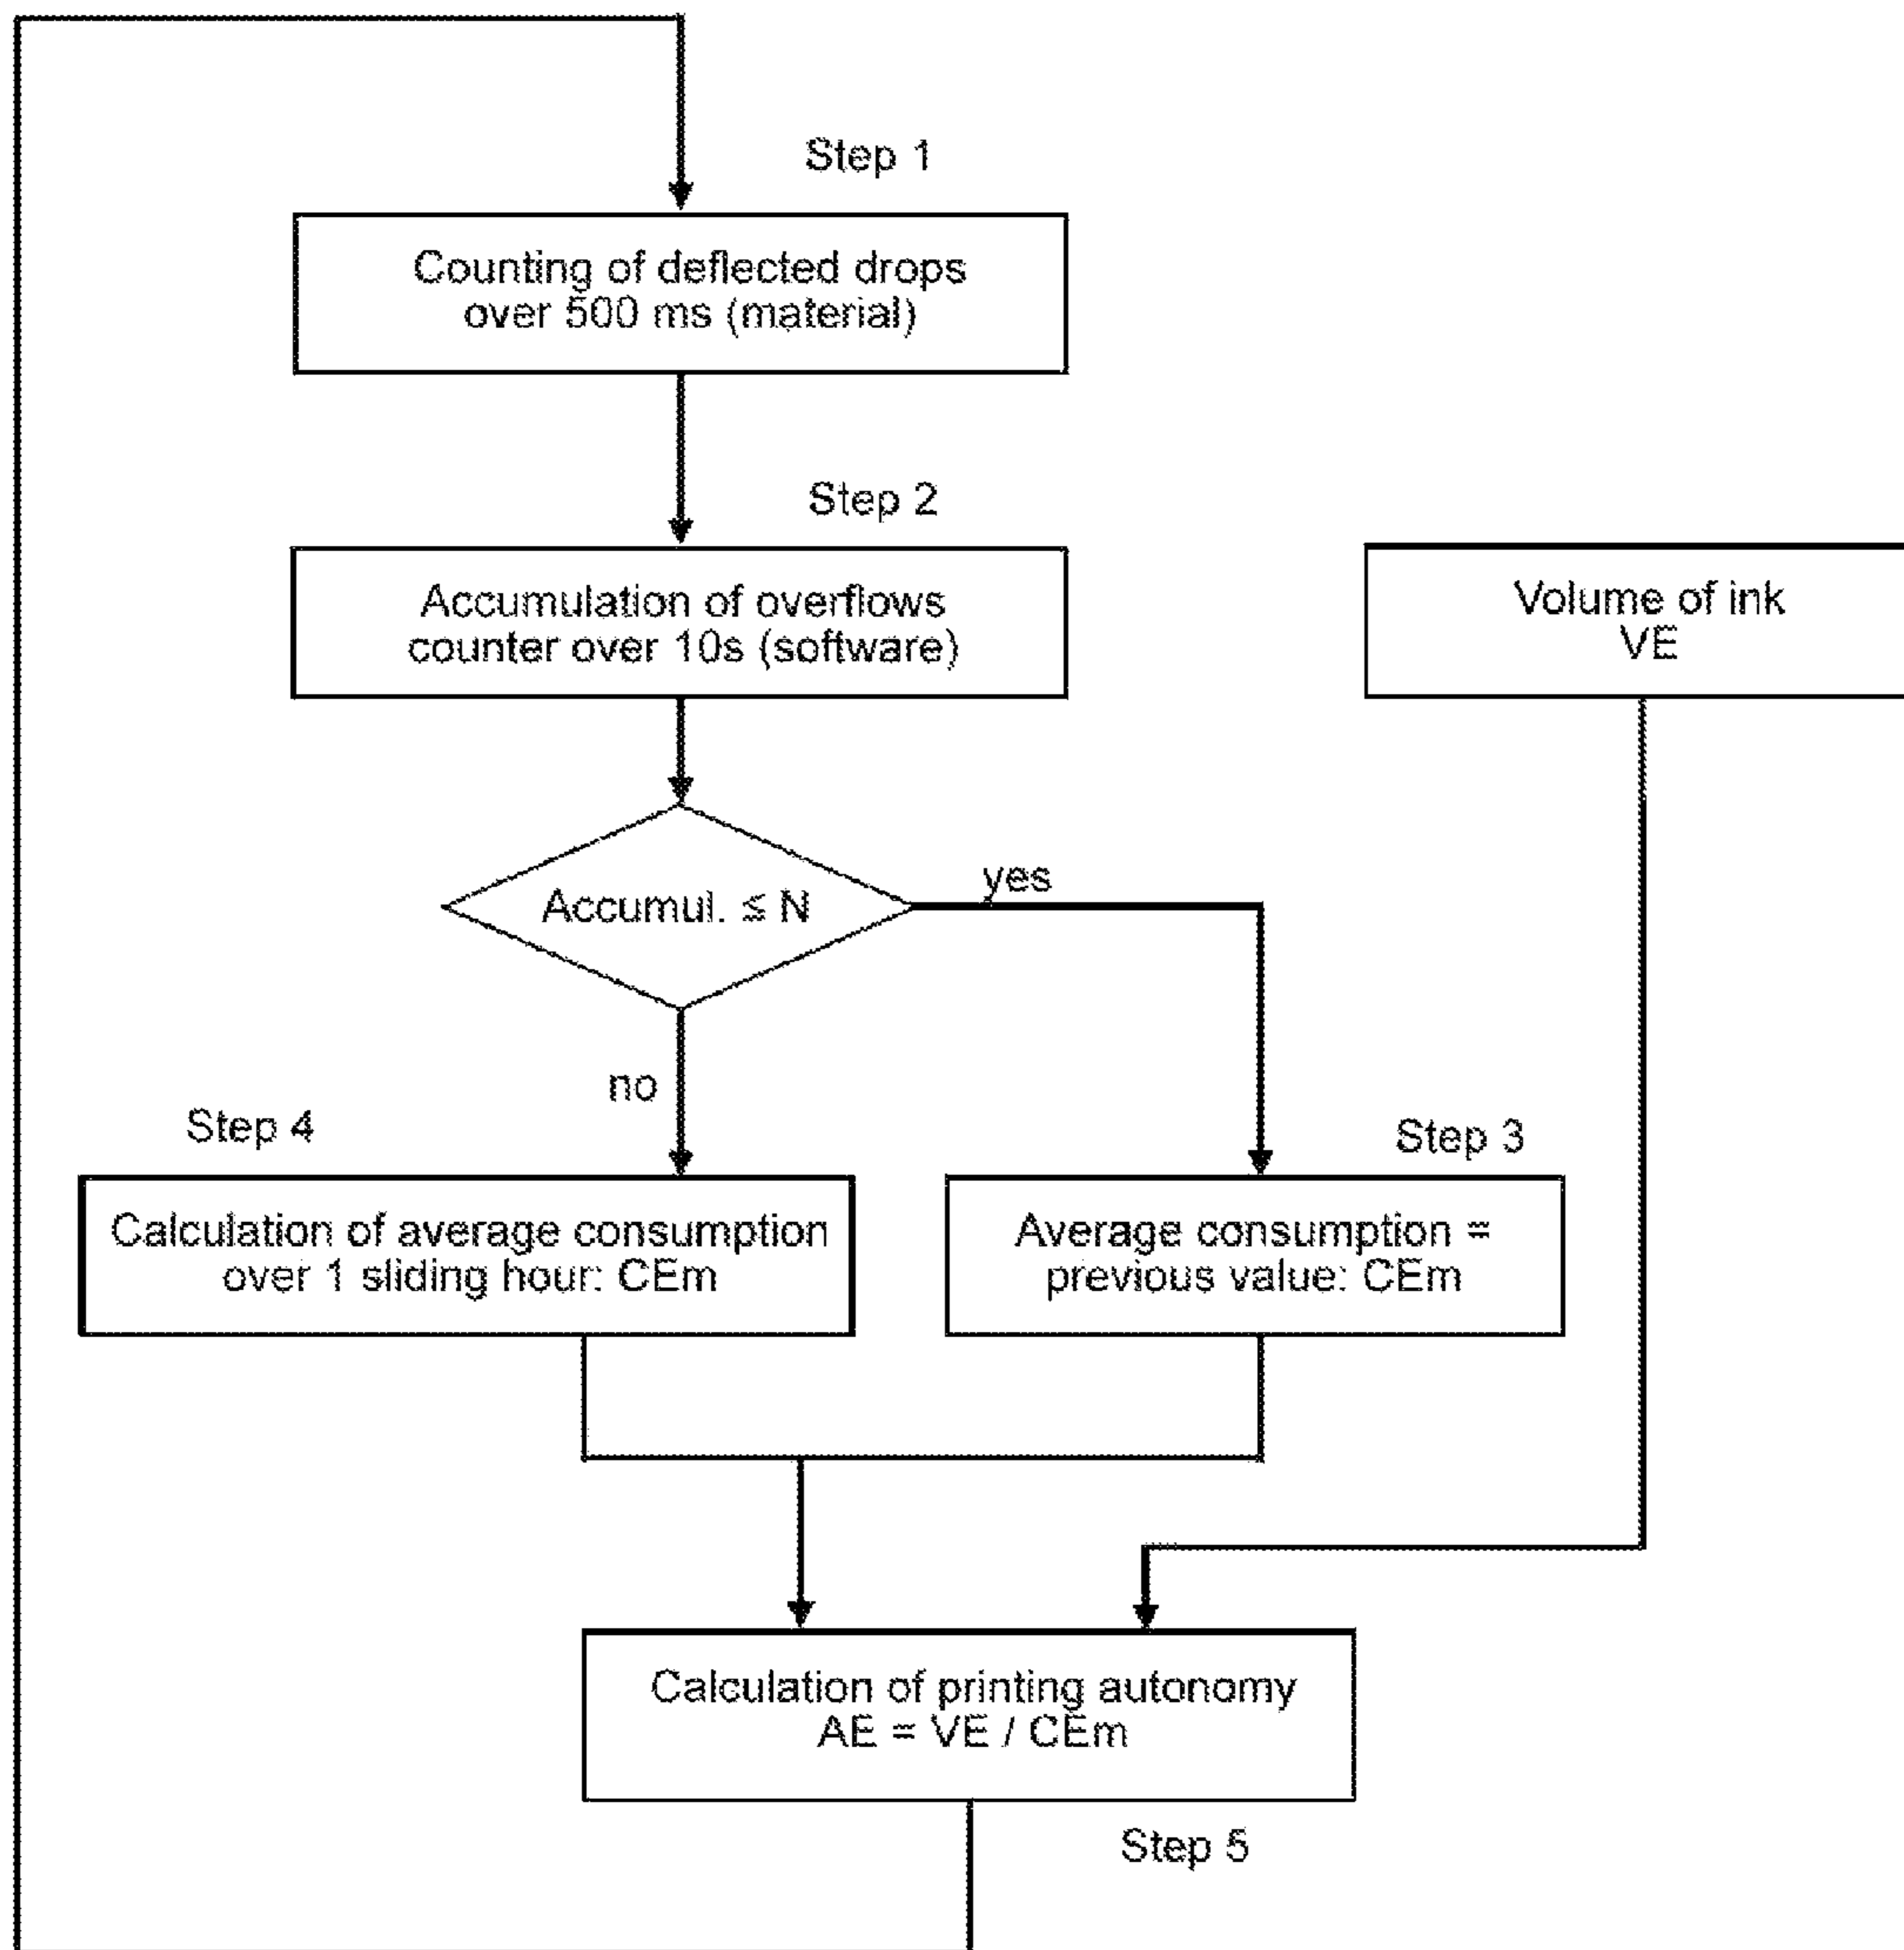 Step 1
Counting of deflected drops
over 500 ms (material)
Step 2
Accumulation of overflows
counter over 10s (software)
Volume of ink
VE
Accumul. ≦ N
yes
no
Step 4
Step 3
Calculation of average consumption
over 1 sliding hour: CEm
Average consumption =
previous value: CEm
Calculation of printing autonomy
AE = VE / CEm
Step 5